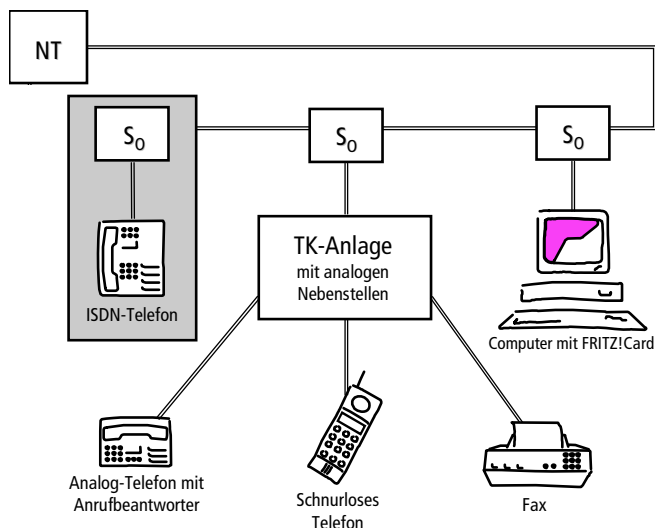 NT
S0
S0
S0
TK-Anlage
mit analogen
Nebenstellen
ISDN-Telefon
Computer mit FRITZ!Card
Analog-Telefon mit
Anrufbeantworter
Schnurloses
Telefon
Fax